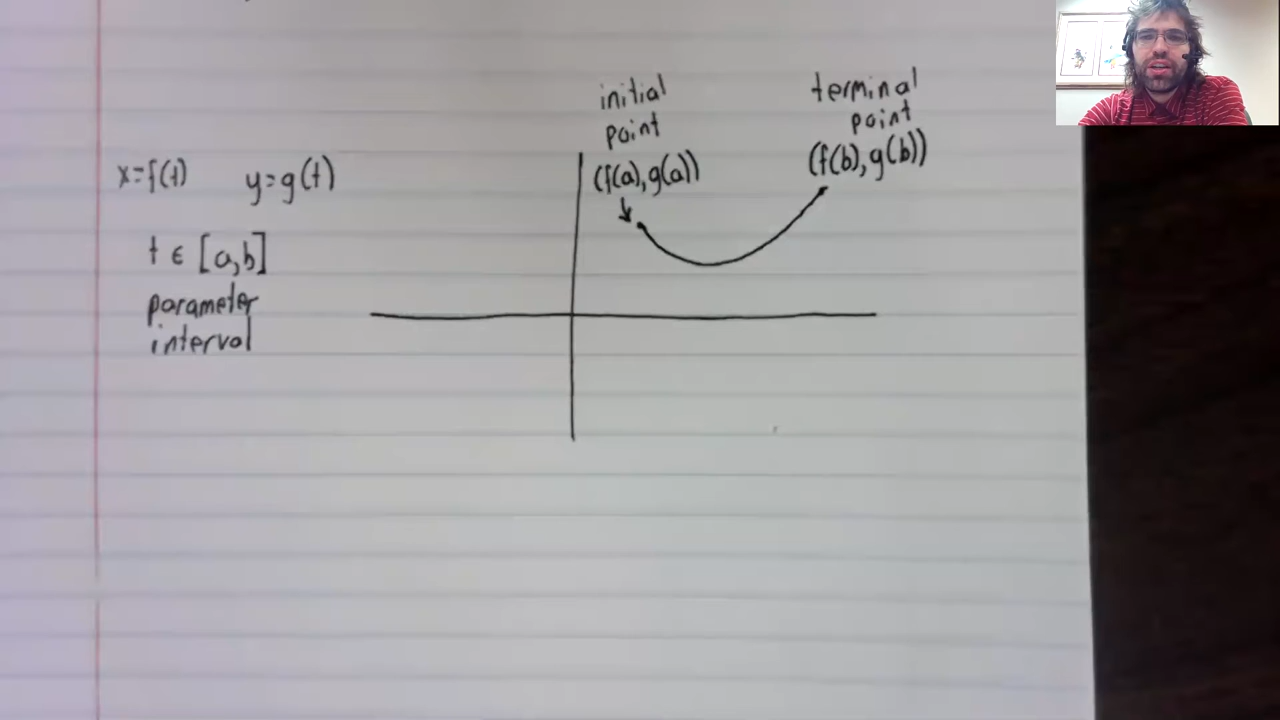 initial
point
(f(a),g(a))
terminal
point
(f(b),g(b))
x=f(t) y=g(t)
t ∈ [a,b]
parameter
interval